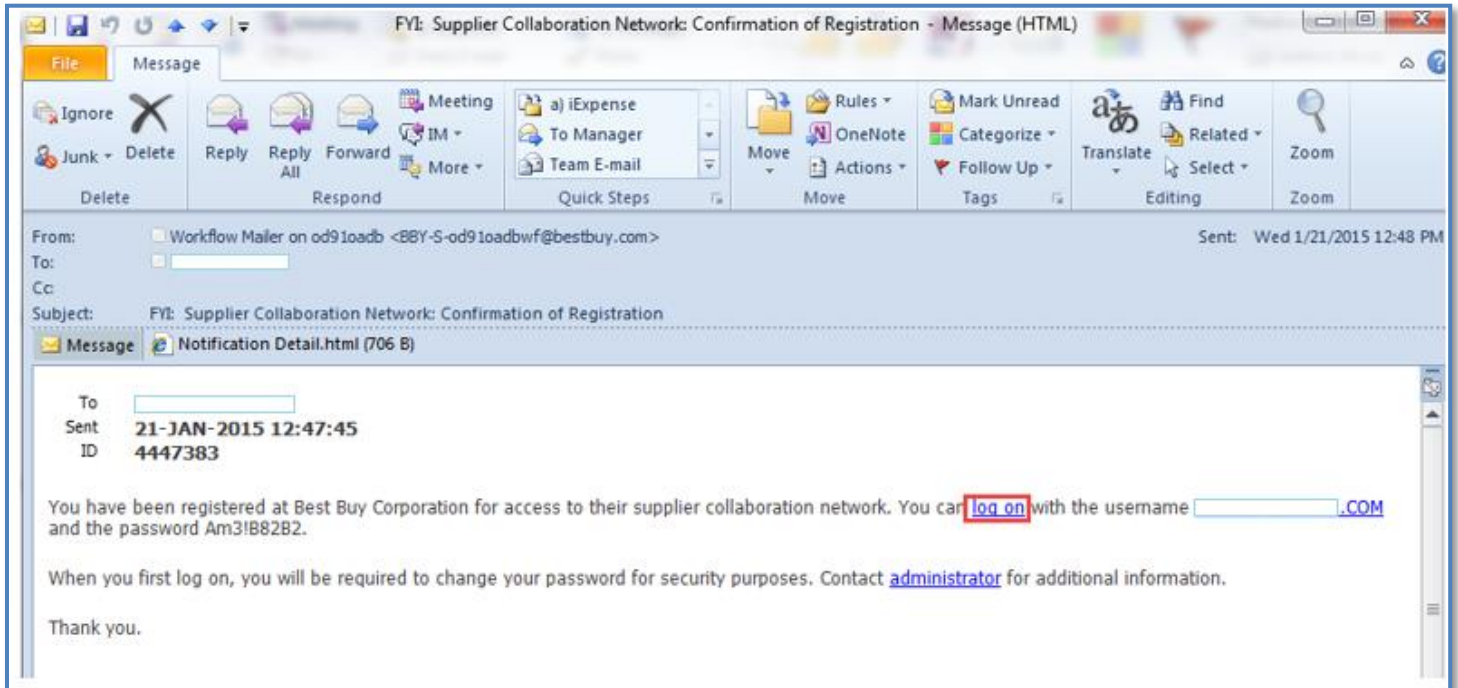 FYI: Supplier Collaboration Network: Confirmation of Registration - Message (HTML)
File Message
Ignore
Junk
Delete
Reply
Reply All
Forward
Meeting
IM
More
a) iExpense
To Manager
Team E-mail
Move
Rules
OneNote
Actions
Mark Unread
Categorize
Follow Up
Translate
Find
Related
Select
Zoom
Delete Respond Quick Steps Move Tags Editing Zoom
From: Workflow Mailer on od91oadb <BBY-S-od91oadbwf@bestbuy.com> Sent: Wed 1/21/2015 12:48 PM
To:
Cc
Subject: FYI: Supplier Collaboration Network: Confirmation of Registration
Message Notification Detail.html (706 B)
To
Sent 21-JAN-2015 12:47:45
ID 4447383
You have been registered at Best Buy Corporation for access to their supplier collaboration network. You can log on with the username .COM
and the password Am3!B82B2.
When you first log on, you will be required to change your password for security purposes. Contact administrator for additional information.
Thank you.